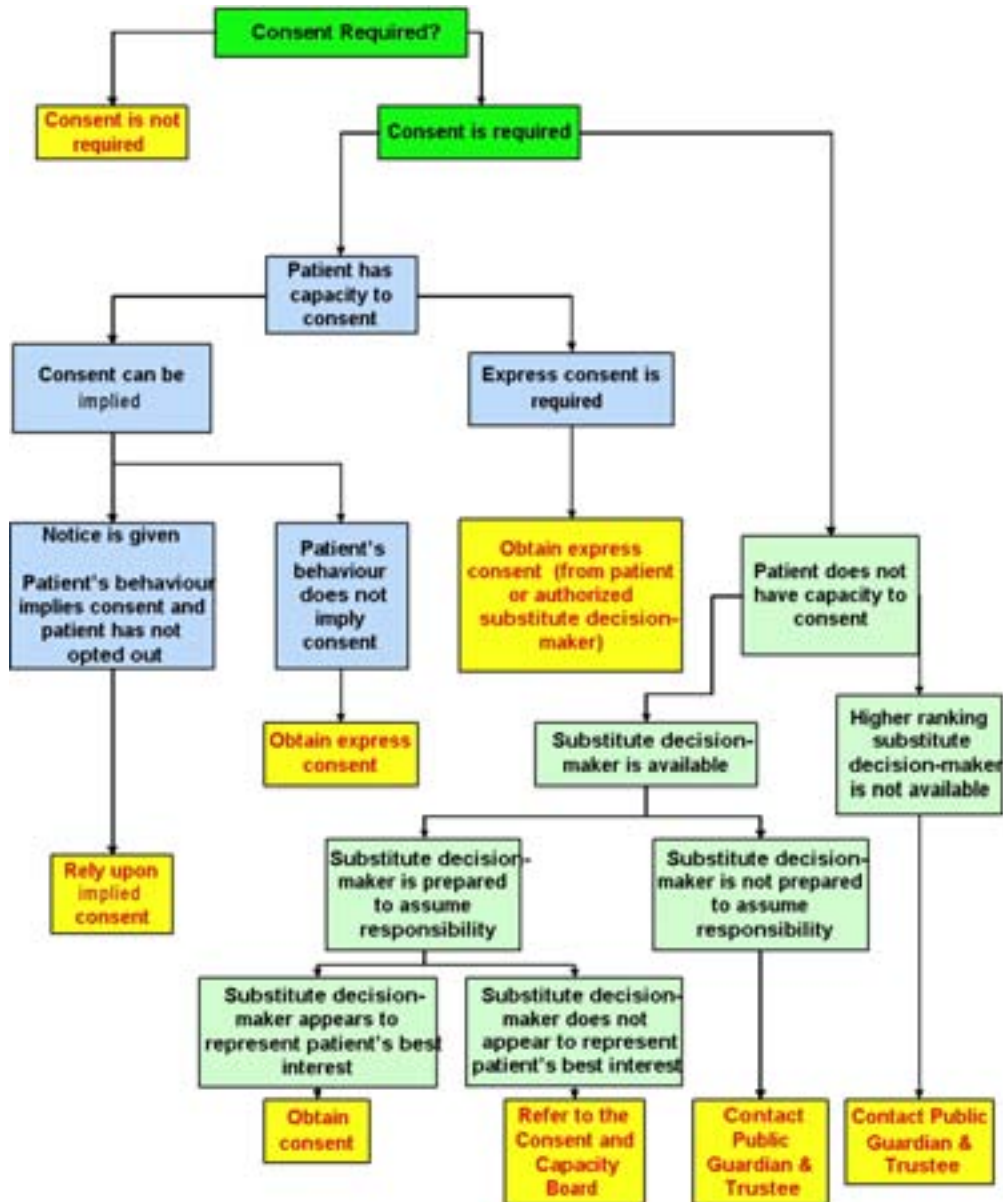 Consent Required?
Consent is not
required
Consent is required
Patient has
capacity to
consent
Consent can be
implied
Express consent is
required
Notice is given
Patient's behaviour
implies consent and
patient has not
opted out
Patient's
behaviour
does not
imply
consent
Obtain express
consent (from patient
or authorized
substitute decision-
maker)
Patient does not
have capacity to
consent
Obtain express
consent
Substitute decision-
maker is available
Higher ranking
substitute
decision-maker
is not available
Rely upon
implied
consent
Substitute decision-
maker is prepared
to assume
responsibility
Substitute decision-
maker is not prepared
to assume
responsibility
Substitute decision-
maker appears to
represent patient's best
interest
Substitute decision-
maker does not
appear to represent
patient's best interest
Obtain
consent
Refer to the
Consent and
Capacity
Board
Contact
Public
Guardian &
Trustee
Contact Public
Guardian &
Trustee